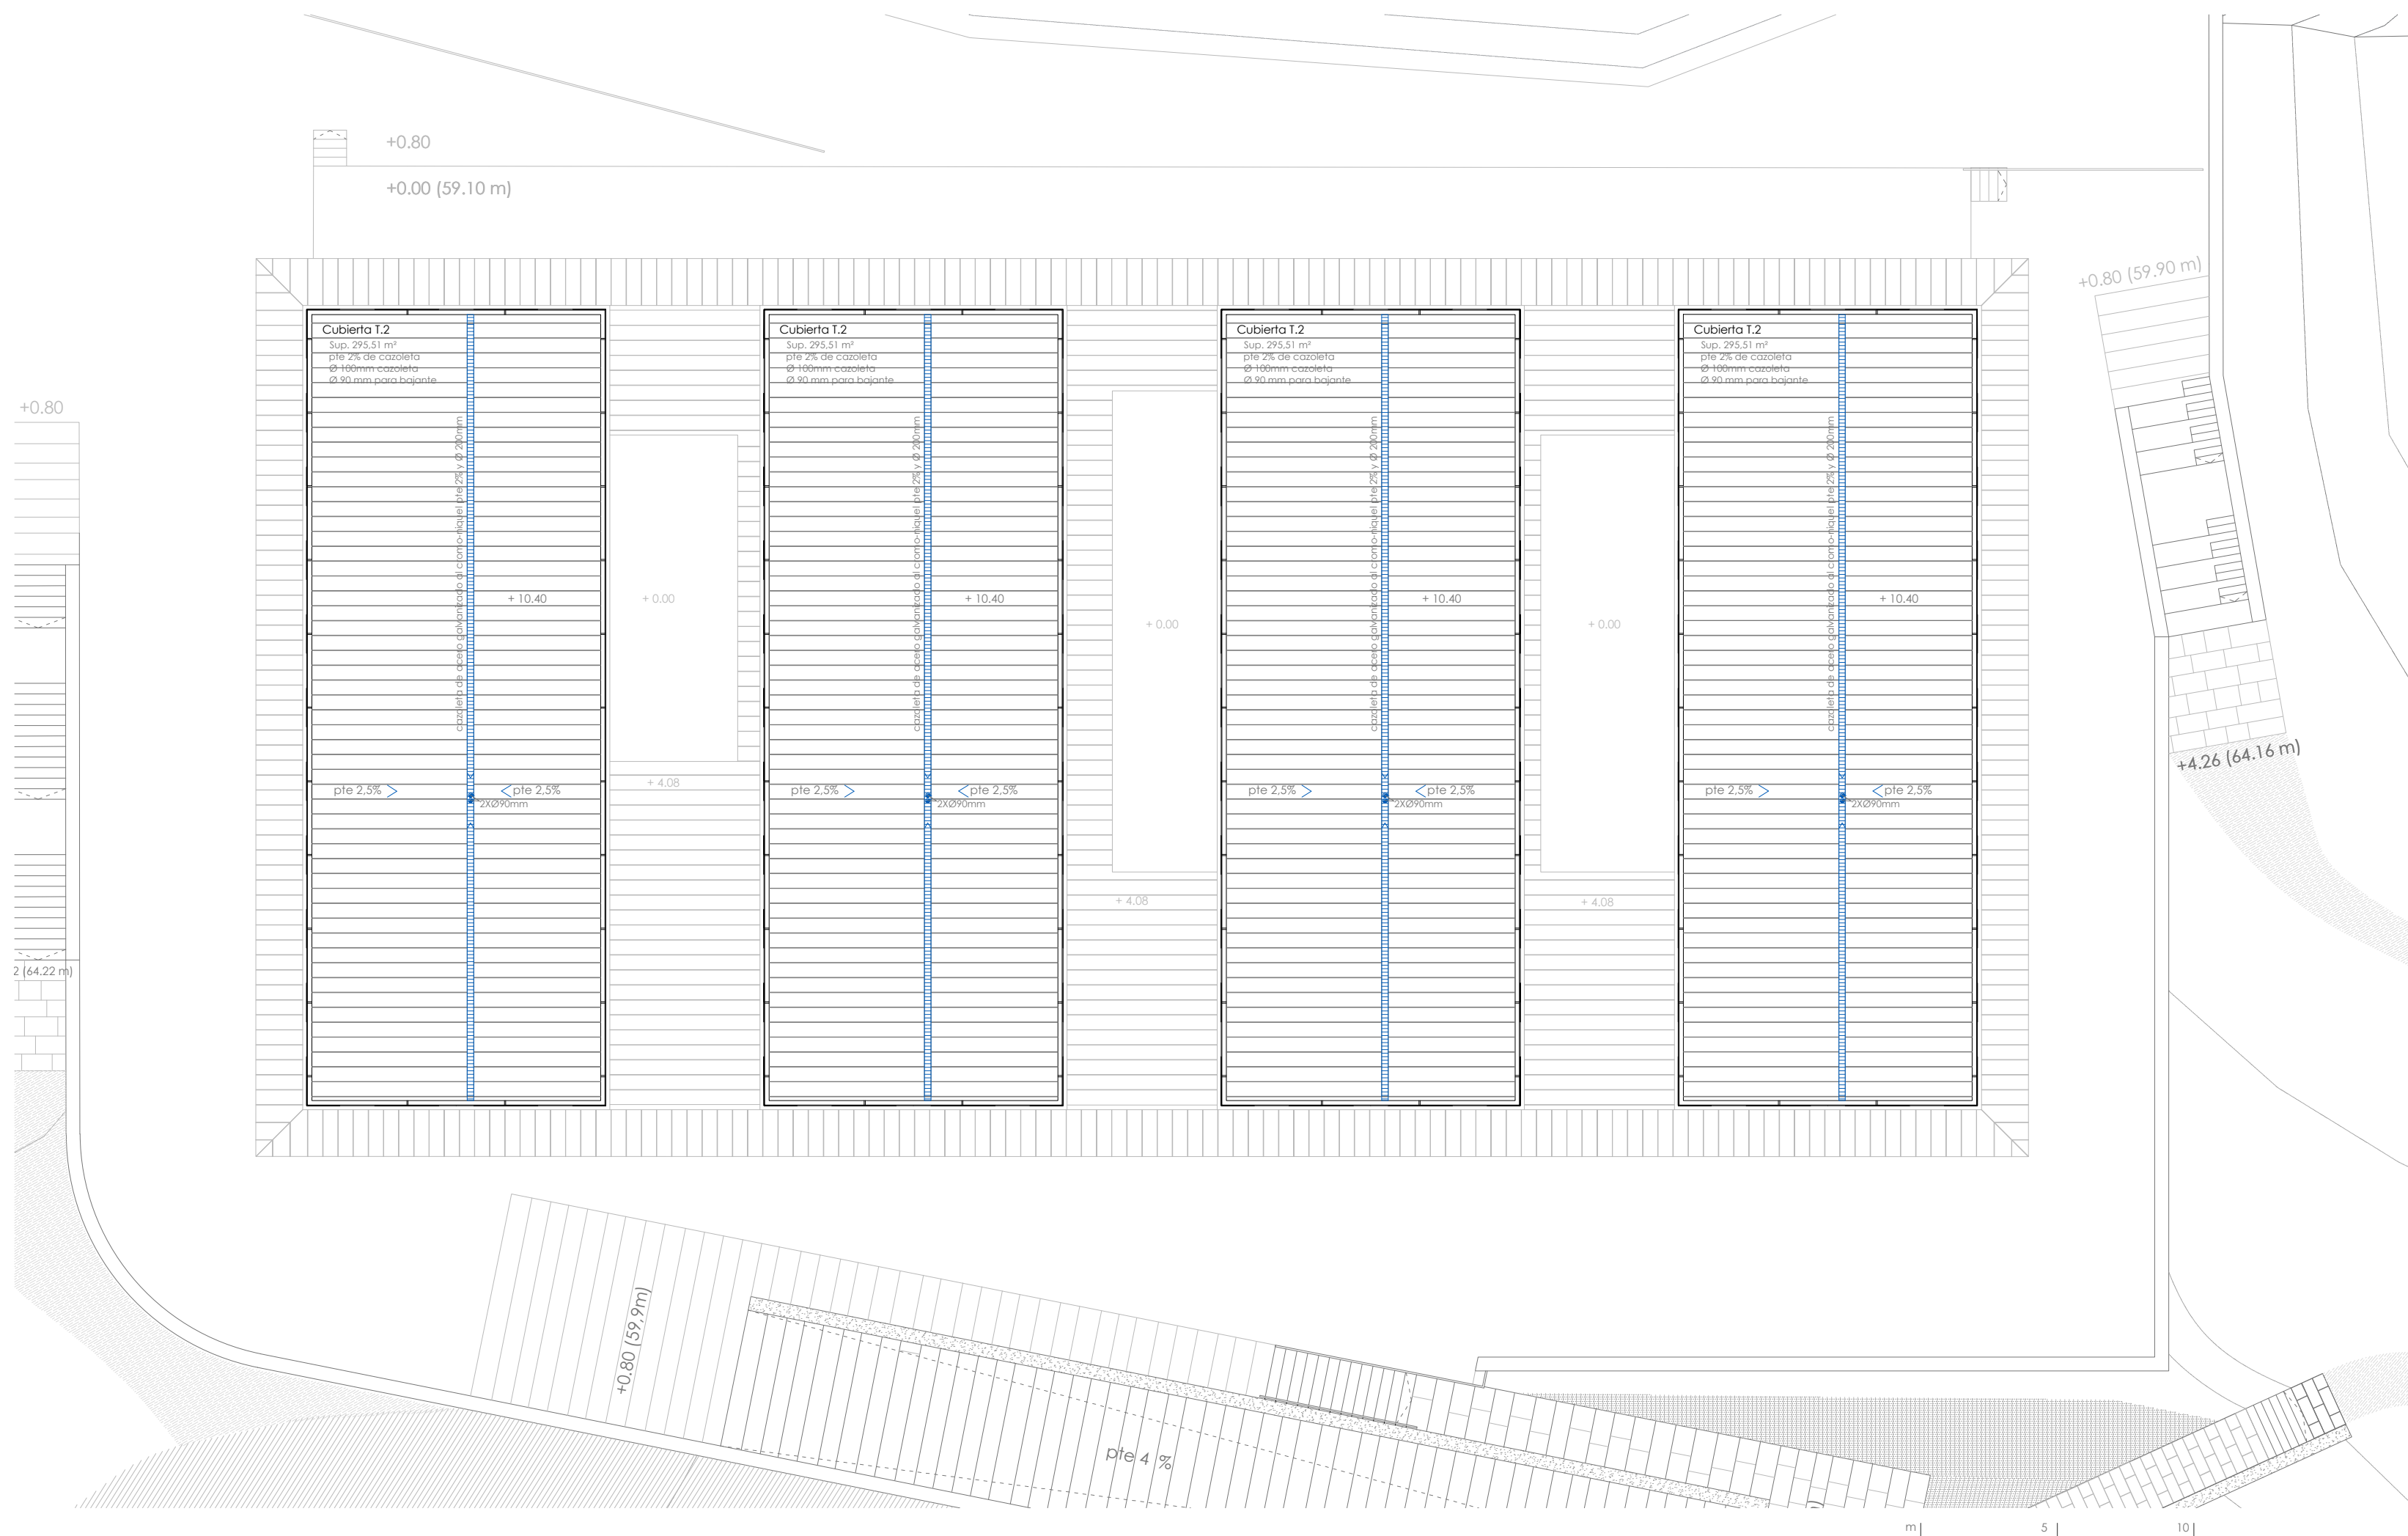 +0.80
+0.00 (59.10 m)
+0.80 (59.90 m)
+0.80
Cubierta T.2
Sup. 295,51 m²
pte 2% de cazoleta
Ø 100mm cazoleta
Ø 90 mm para bajante
Cubierta T.2
Sup. 295,51 m²
pte 2% de cazoleta
Ø 100mm cazoleta
Ø 90 mm para bajante
Cubierta T.2
Sup. 295,51 m²
pte 2% de cazoleta
Ø 100mm cazoleta
Ø 90 mm para bajante
Cubierta T.2
Sup. 295,51 m²
pte 2% de cazoleta
Ø 100mm cazoleta
Ø 90 mm para bajante
cazoleta de acero galvanizado al cromo-niquel pte 2% y Ø 200mm
cazoleta de acero galvanizado al cromo-niquel pte 2% y Ø 200mm
cazoleta de acero galvanizado al cromo-niquel pte 2% y Ø 200mm
cazoleta de acero galvanizado al cromo-niquel pte 2% y Ø 200mm
+ 10.40
+ 0.00
+ 10.40
+ 0.00
+ 10.40
+ 0.00
+ 10.40
+4.26 (64.16 m)
+ 4.08
pte 2,5%
pte 2,5%
2XØ90mm
pte 2,5%
pte 2,5%
2XØ90mm
pte 2,5%
pte 2,5%
2XØ90mm
pte 2,5%
pte 2,5%
2XØ90mm
+ 4.08
+ 4.08
2 (64.22 m)
+0.80 (59,9m)
pte 4 %
)
m
5
10